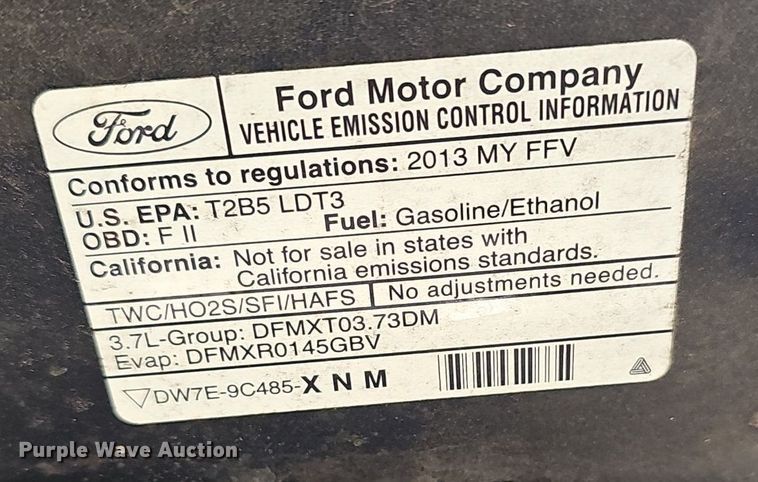 Ford
Ford Motor Company
VEHICLE EMISSION CONTROL INFORMATION
Conforms to regulations: 2013 MY FFV
U.S. EPA: T2B5 LDT3
OBD: F II
Fuel: Gasoline/Ethanol
California: Not for sale in states with
California emissions standards.
TWC/HO2S/SFI/HAFS
No adjustments needed.
3.7L-Group: DFMXT03.73DM
Evap: DFMXR0145GBV
DW7E-9C485-X N M
Purple Wave Auction